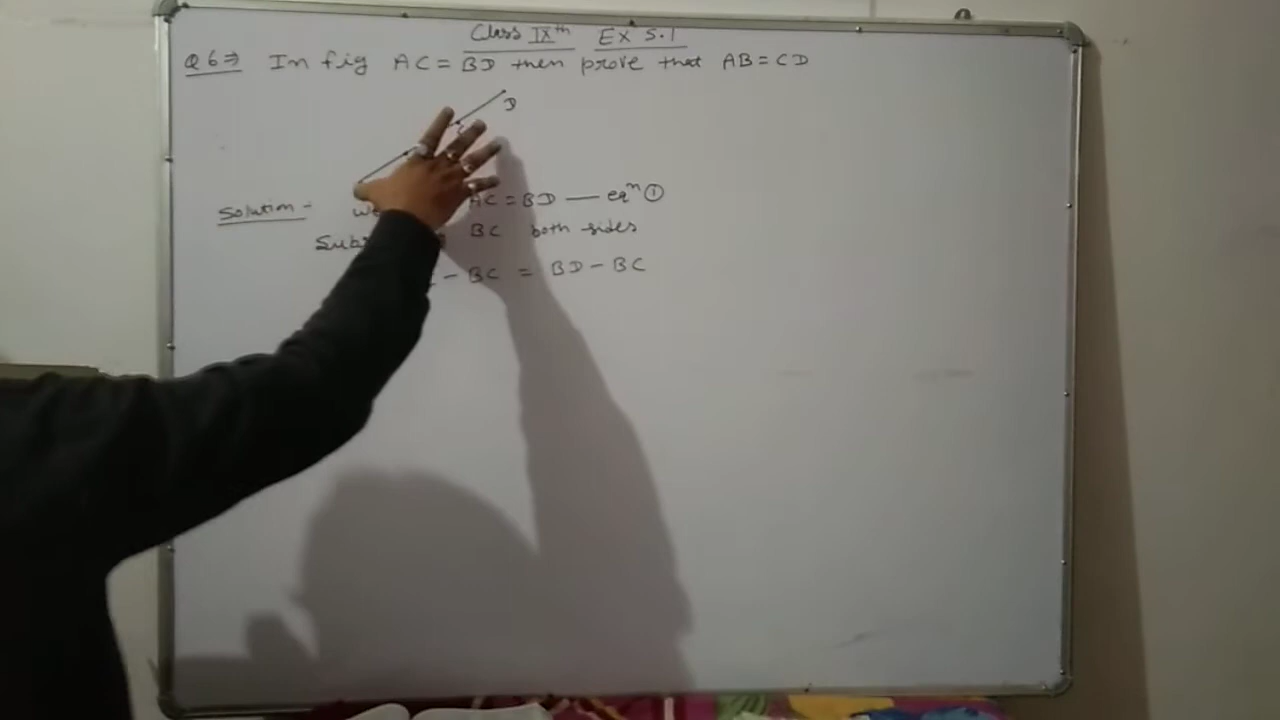 Class IXth Ex 5.1
Q6⇒ In fig AC = BD then prove that AB = CD
D
Solution - AC = BD — eqⁿ ①
BC both sides
- BC = BD - BC